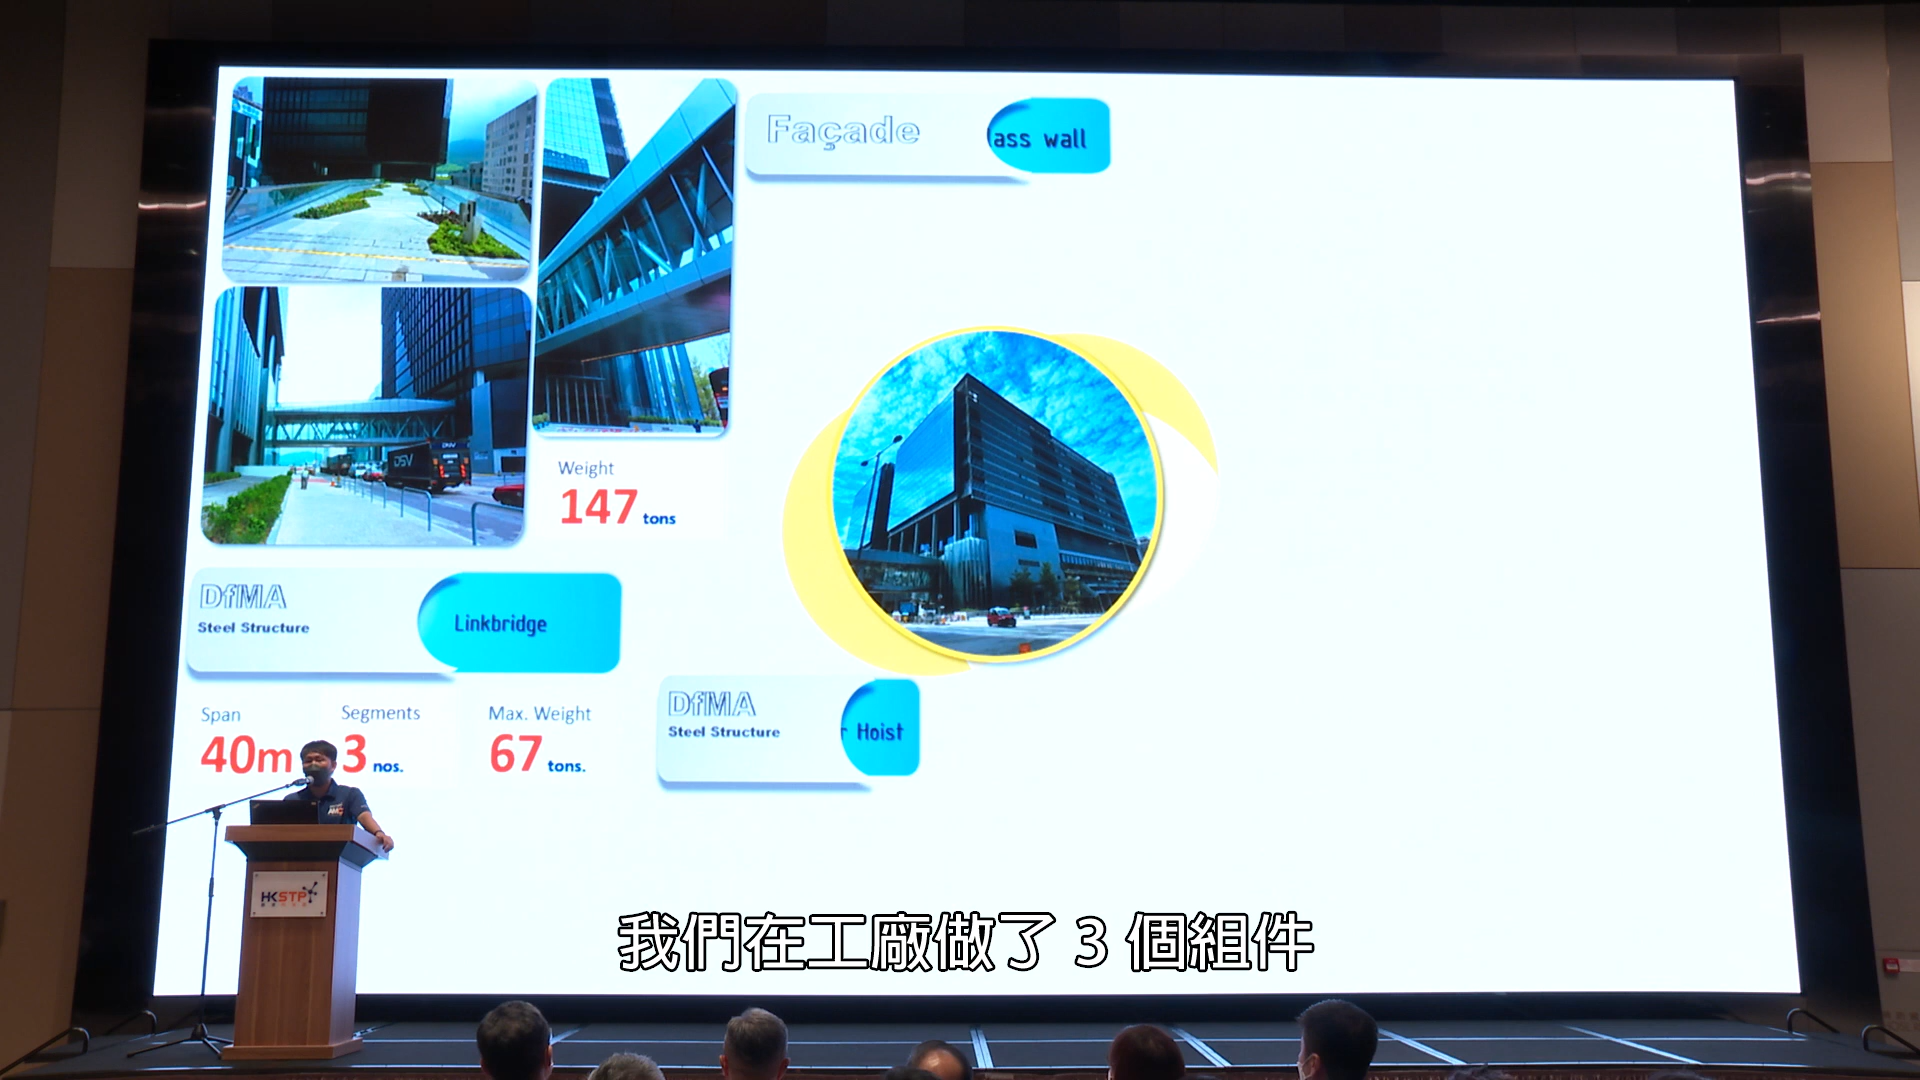 Façade
ass wall
DSV
Weight
147 tons
DfMA
Steel Structure
Linkbridge
Span
40m
Segments
3 nos.
Max. Weight
67 tons.
DfMA
Steel Structure
r Hoist
HKSTP
我們在工廠做了 3 個組件